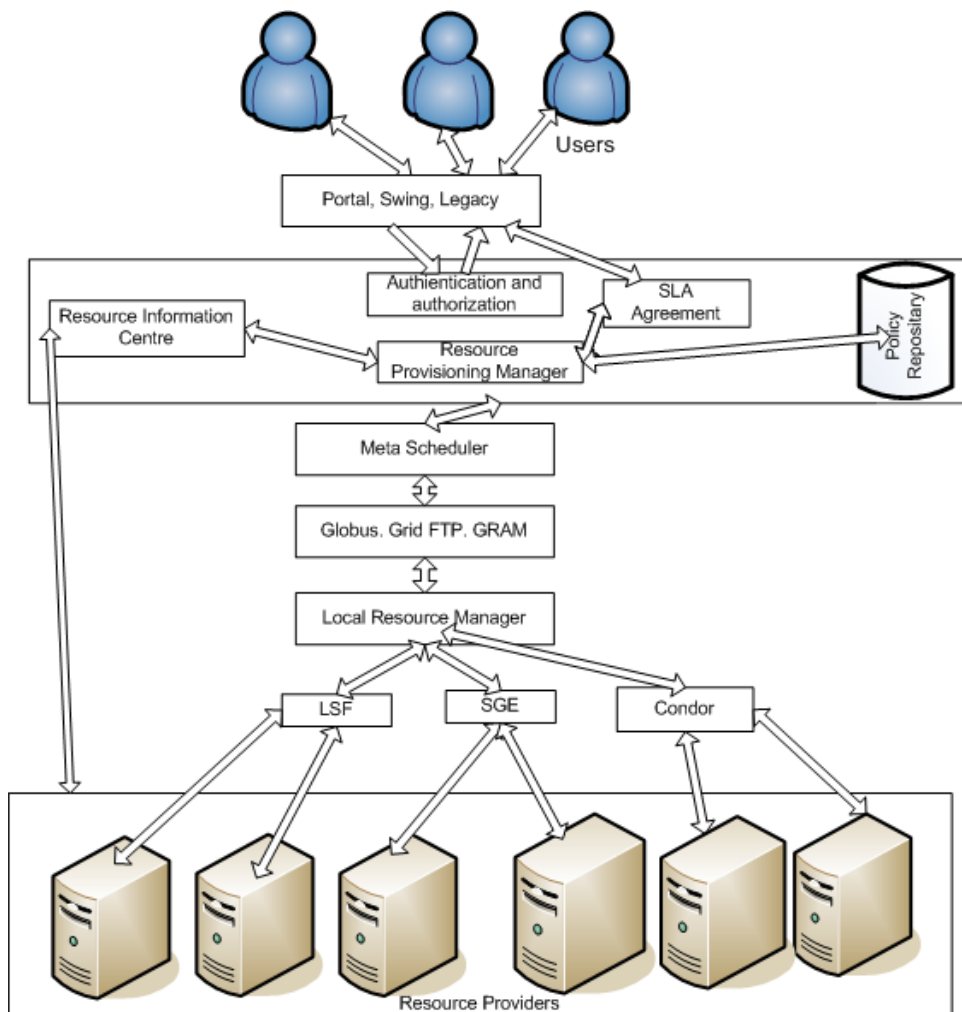 Users
Portal, Swing, Legacy
Authientication and
authorization
SLA
Agreement
Resource Information
Centre
Policy
Repositary
Resource
Provisioning Manager
Meta Scheduler
Globus. Grid FTP. GRAM
Local Resource Manager
LSF
SGE
Condor
Resource Providers